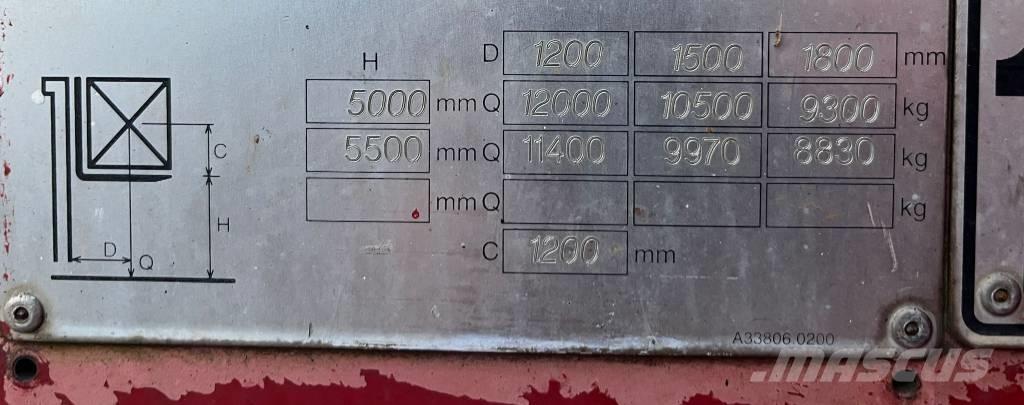 H D 1200 1500 1800 mm
5000 mm Q 12000 10500 9300 kg
5500 mm Q 11400 9970 8830 kg
mm Q kg
C 1200 mm
C
H
D Q
A33806.0200
MASCUS